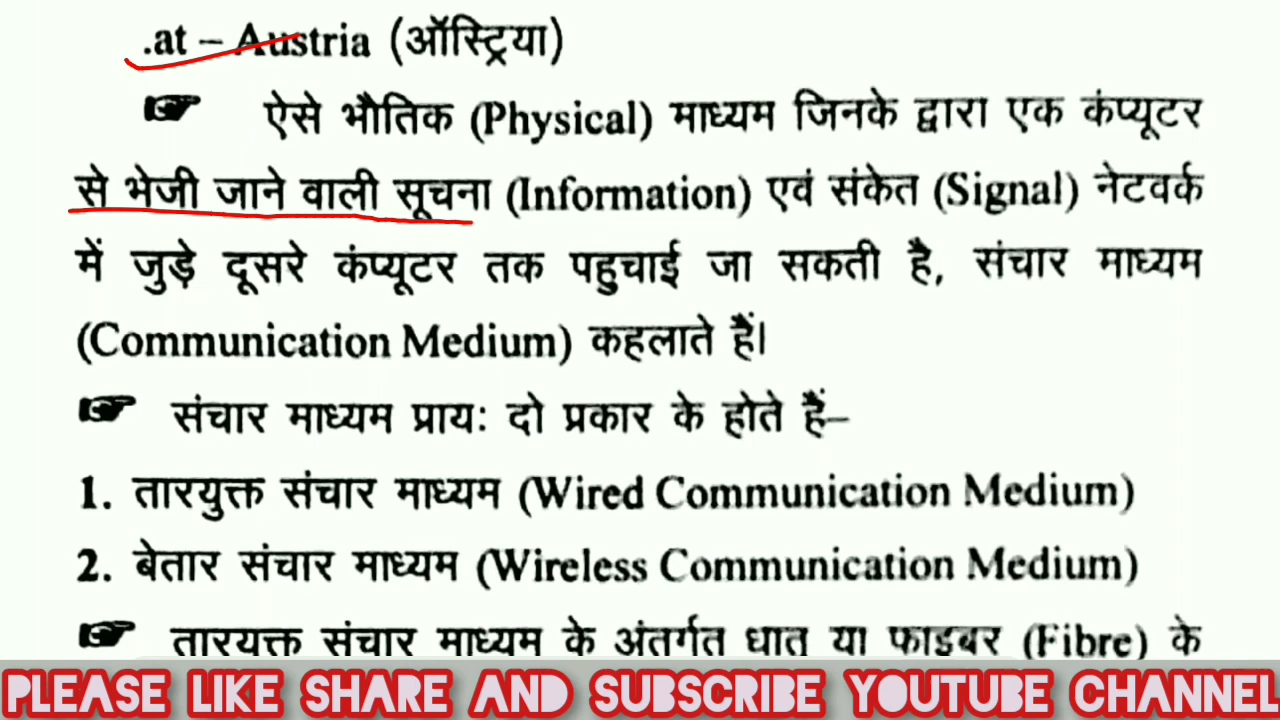 .at – Austria (ऑस्ट्रिया)
☞ ऐसे भौतिक (Physical) माध्यम जिनके द्वारा एक कंप्यूटर
से भेजी जाने वाली सूचना (Information) एवं संकेत (Signal) नेटवर्क
में जुड़े दूसरे कंप्यूटर तक पहुचाई जा सकती है, संचार माध्यम
(Communication Medium) कहलाते हैं।
☞ संचार माध्यम प्रायः दो प्रकार के होते हैं–
1. तारयुक्त संचार माध्यम (Wired Communication Medium)
2. बेतार संचार माध्यम (Wireless Communication Medium)
☞ तारयुक्त संचार माध्यम के अंतर्गत धातु या फाइबर (Fibre) के
PLEASE LIKE SHARE AND SUBSCRIBE YOUTUBE CHANNEL